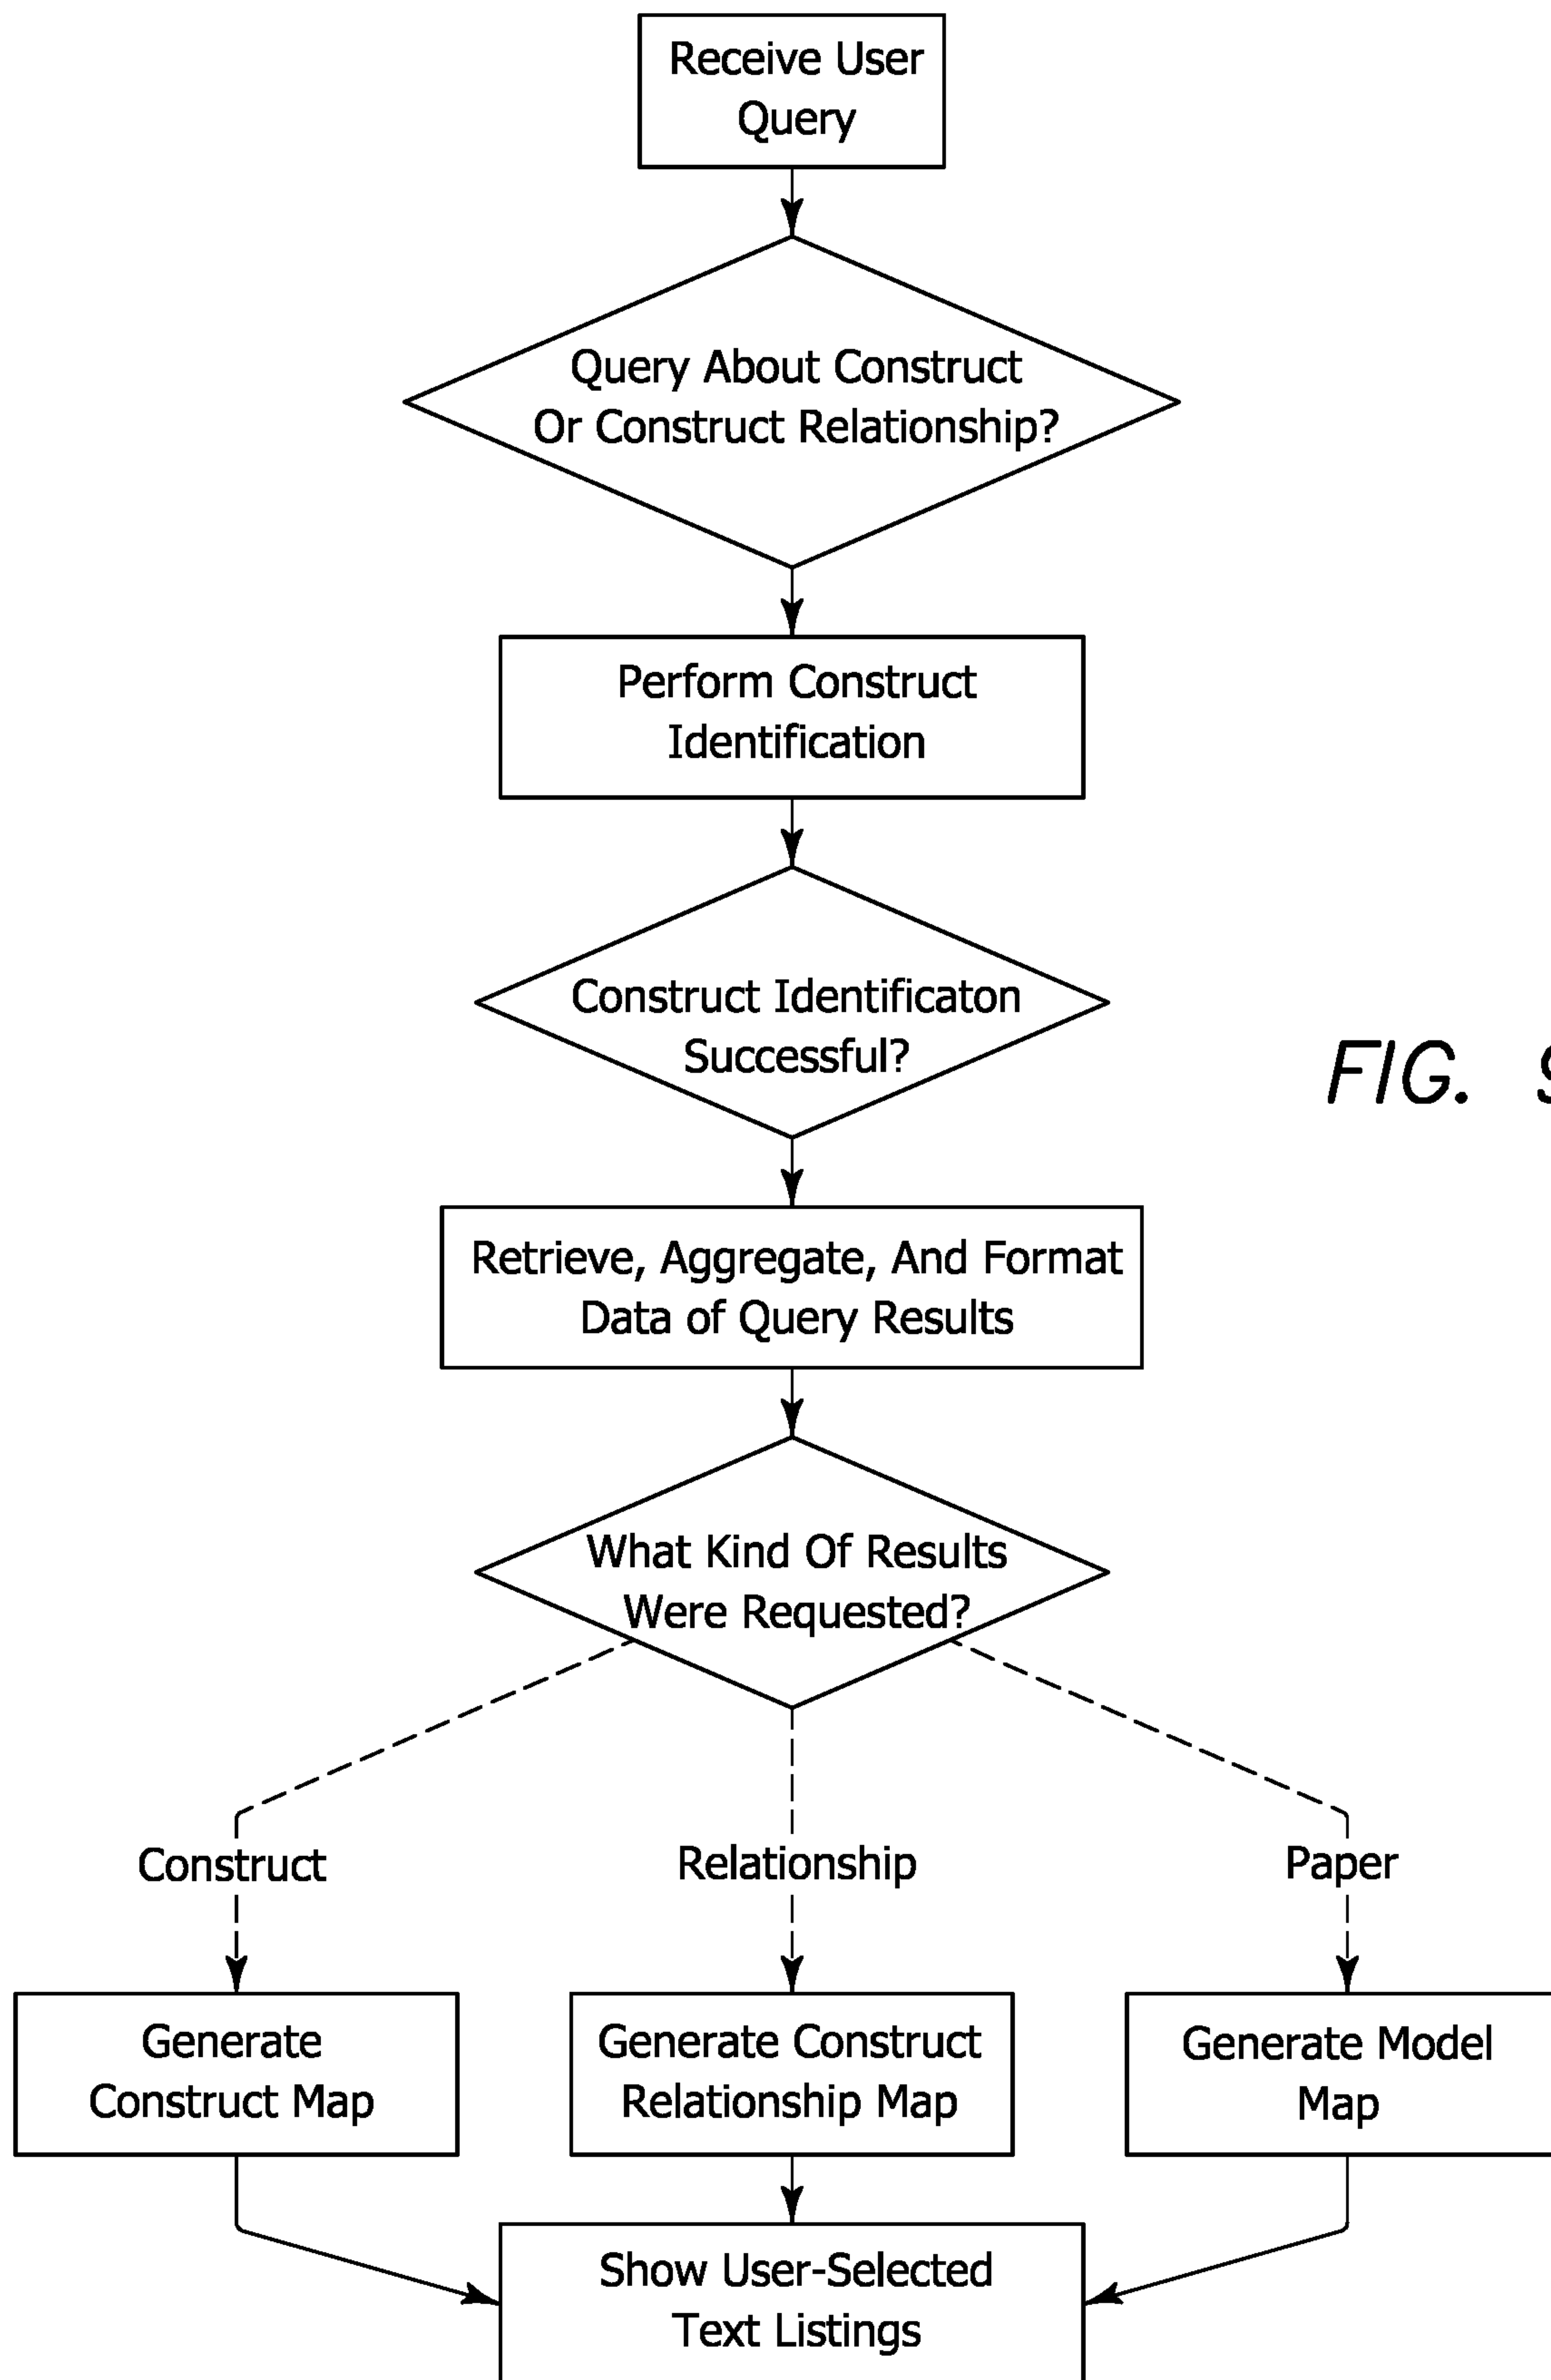 Receive User
Query
Query About Construct
Or Construct Relationship?
Perform Construct
Identification
Construct Identificaton
Successful?
FIG.
Retrieve, Aggregate, And Format
Data of Query Results
What Kind Of Results
Were Requested?
Construct
Relationship
Paper
Generate
Construct Map
Generate Construct
Relationship Map
Generate Model
Map
Show User-Selected
Text Listings